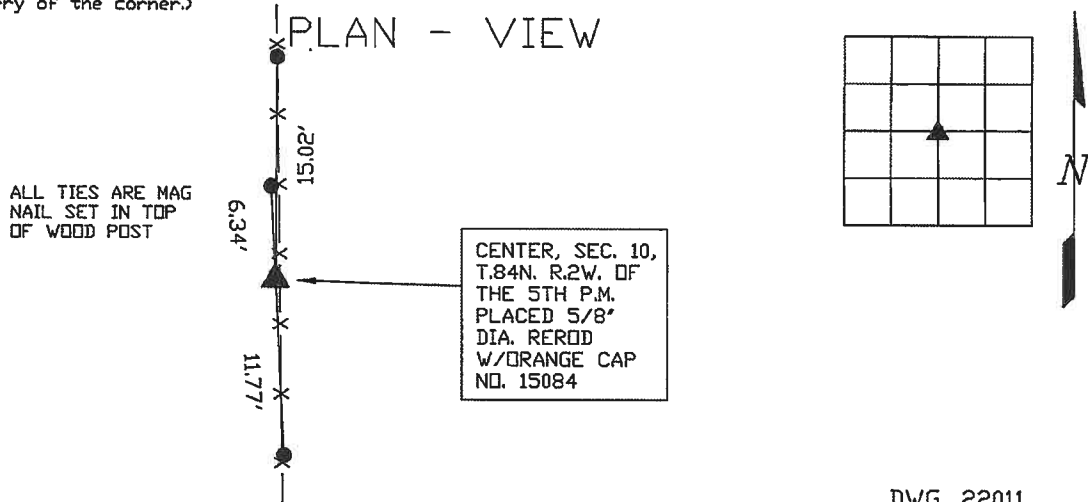 ry of the corner.)
PLAN - VIEW
15.02'
ALL TIES ARE MAG
NAIL SET IN TOP
OF WOOD POST
6.34'
CENTER, SEC. 10,
T.84N. R.2W. OF
THE 5TH P.M.
PLACED 5/8"
DIA. REROD
W/ORANGE CAP
NO. 15084
11.77'
N
DWG 22011